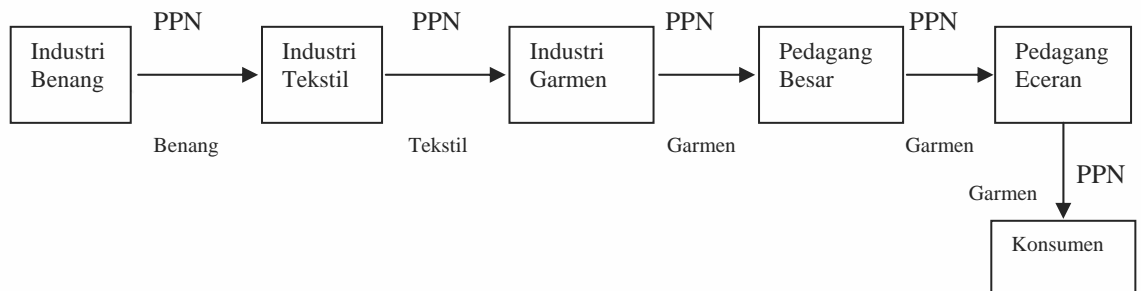 PPN PPN PPN PPN
Industri
Benang
Industri
Tekstil
Industri
Garmen
Pedagang
Besar
Pedagang
Eceran
Benang Tekstil Garmen Garmen
PPN
Garmen
Konsumen